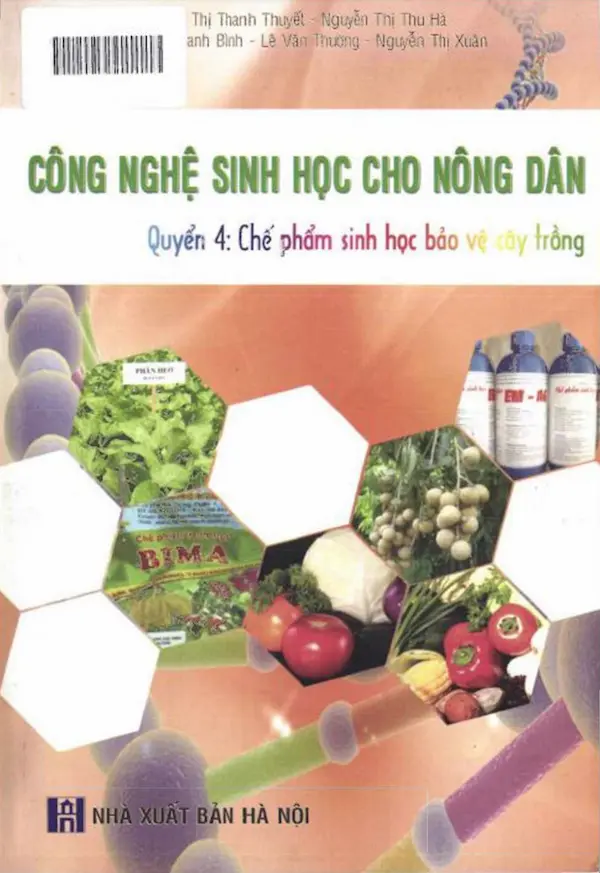 Thị Thanh Thuyết - Nguyễn Thị Thu Hà
anh Bình - Lê Văn Thường - Nguyễn Thị Xuân
CÔNG NGHỆ SINH HỌC CHO NÔNG DÂN
Quyển 4: Chế phẩm sinh học bảo vệ cây trồng
PHÂN HEO
EM - A
BIMA
NHÀ XUẤT BẢN HÀ NỘI